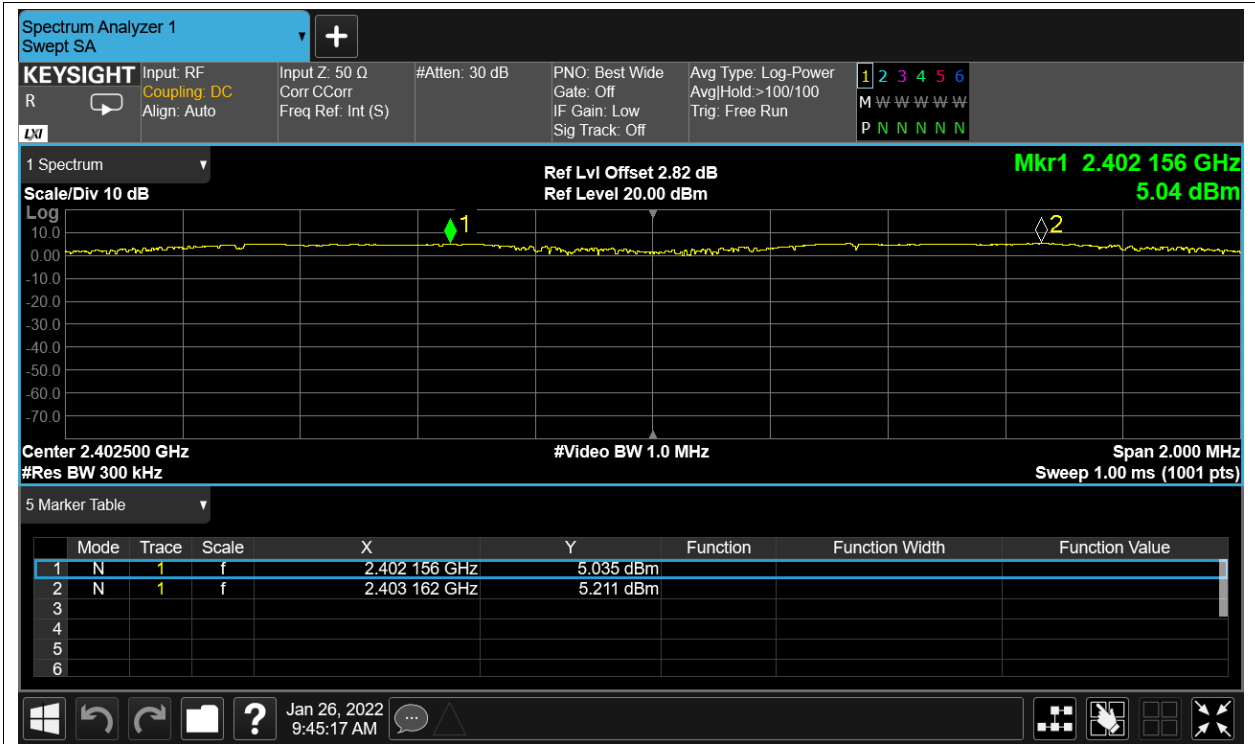 Spectrum Analyzer 1
Swept SA
+
KEYSIGHT Input: RF Input Z: 50 Ω #Atten: 30 dB PNO: Best Wide Avg Type: Log-Power 1 2 3 4 5 6
R Coupling: DC Corr CCorr Gate: Off Avg|Hold:>100/100 M W W W W W
Align: Auto Freq Ref: Int (S) IF Gain: Low Trig: Free Run
LXI Sig Track: Off P N N N N N
1 Spectrum Ref Lvl Offset 2.82 dB Mkr1 2.402 156 GHz
Scale/Div 10 dB Ref Level 20.00 dBm 5.04 dBm
Log
1 2
10.0
0.00
-10.0
-20.0
-30.0
-40.0
-50.0
-60.0
-70.0
Center 2.402500 GHz #Video BW 1.0 MHz Span 2.000 MHz
#Res BW 300 kHz Sweep 1.00 ms (1001 pts)
5 Marker Table
Mode Trace Scale X Y Function Function Width Function Value
1 N 1 f 2.402 156 GHz 5.035 dBm
2 N 1 f 2.403 162 GHz 5.211 dBm
3
4
5
6
? Jan 26, 2022
9:45:17 AM